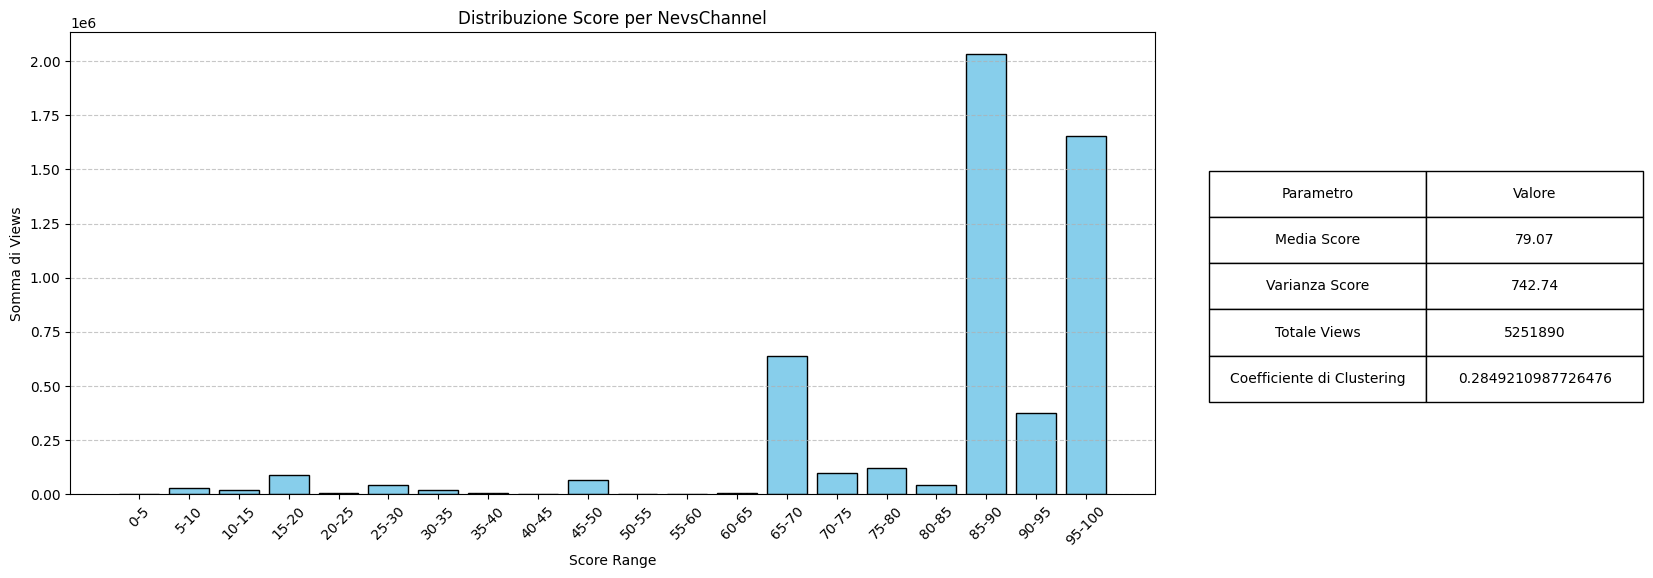 Distribuzione Score per NevsChannel
1e6
2.00
1.75
1.50
1.25
1.00
0.75
0.50
0.25
0.00
Somma di Views
0-5 5-10 10-15 15-20 20-25 25-30 30-35 35-40 40-45 45-50 50-55 55-60 60-65 65-70 70-75 75-80 80-85 85-90 90-95 95-100
Score Range
Parametro Valore
Media Score 79.07
Varianza Score 742.74
Totale Views 5251890
Coefficiente di Clustering 0.2849210987726476